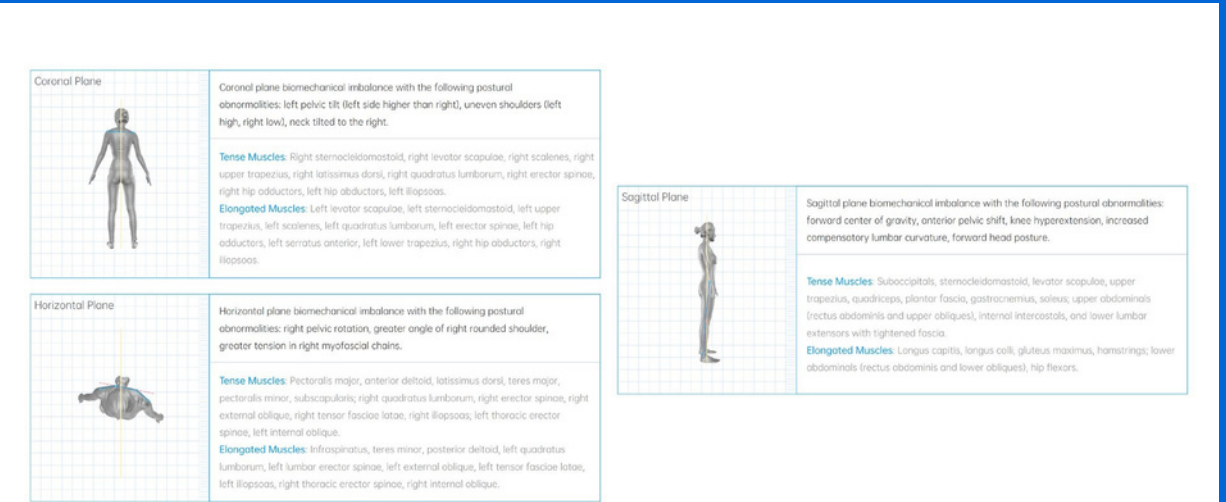 Coronal Plane
Coronal plane biomechanical imbalance with the following postural
abnormalities: left pelvic tilt (left side higher than right), uneven shoulders (left
high, right low), neck tilted to the right.
Tense Muscles: Right sternocleidomastoid, right levator scapulae, right scalenes, right
upper trapezius, right latissimus dorsi, right quadratus lumborum, right erector spinae,
right hip adductors, left hip abductors, left iliopsoas.
Elongated Muscles: Left levator scapulae, left sternocleidomastoid, left upper
trapezius, left scalenes, left quadratus lumborum, left erector spinae, left hip
adductors, left serratus anterior, left lower trapezius, right hip abductors, right
iliopsoas.
Horizontal Plane
Horizontal plane biomechanical imbalance with the following postural
abnormalities: right pelvic rotation, greater angle of right rounded shoulder,
greater tension in right myofascial chains.
Tense Muscles: Pectoralis major, anterior deltoid, latissimus dorsi, teres major,
pectoralis minor, subscapularis; right quadratus lumborum, right erector spinae, right
external oblique, right tensor fasciae latae, right iliopsoas; left thoracic erector
spinae, left internal oblique.
Elongated Muscles: Infraspinatus, teres minor, posterior deltoid, left quadratus
lumborum, left lumbar erector spinae, left external oblique, left tensor fasciae latae,
left iliopsoas, right thoracic erector spinae, right internal oblique.
Sagittal Plane
Sagittal plane biomechanical imbalance with the following postural abnormalities:
forward center of gravity, anterior pelvic shift, knee hyperextension, increased
compensatory lumbar curvature, forward head posture.
Tense Muscles: Suboccipitals, sternocleidomastoid, levator scapulae, upper
trapezius, quadriceps, plantar fascia, gastrocnemius, soleus; upper abdominals
(rectus abdominis and upper obliques), internal intercostals, and lower lumbar
extensors with tightened fascia.
Elongated Muscles: Longus capitis, longus colli, gluteus maximus, hamstrings; lower
abdominals (rectus abdominis and lower obliques), hip flexors.